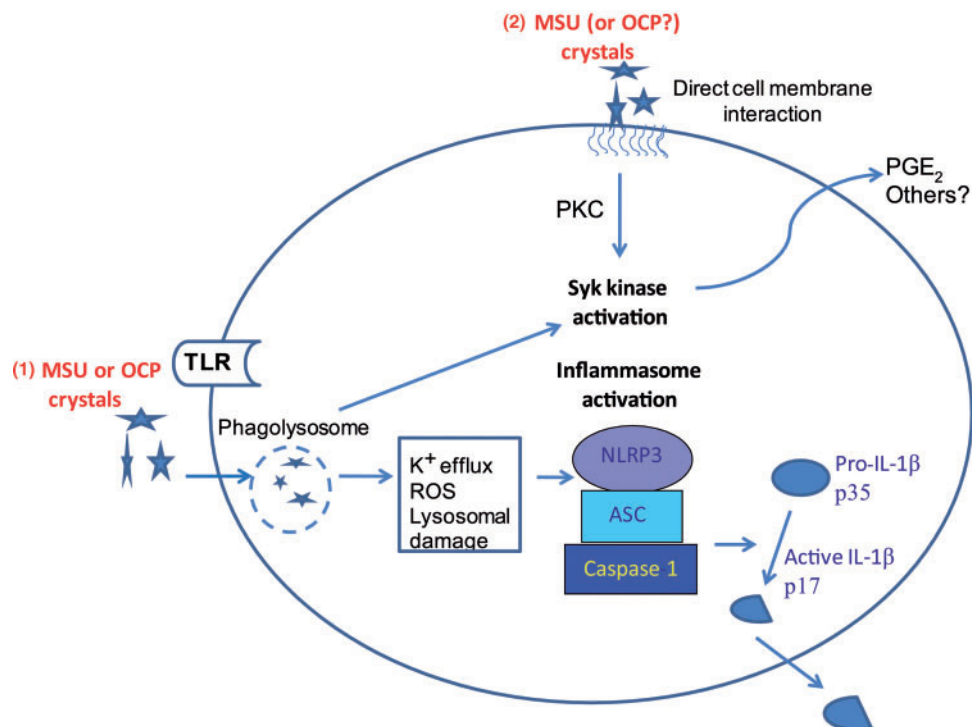 (2) MSU (or OCP?)
crystals
Direct cell membrane
interaction
PGE₂
Others?
PKC
Syk kinase
activation
TLR
(1) MSU or OCP
crystals
Phagolysosome
K⁺ efflux
ROS
Lysosomal
damage
Inflammasome
activation
NLRP3
ASC
Caspase-1
Pro-IL-1β
p35
Active IL-1β
p17